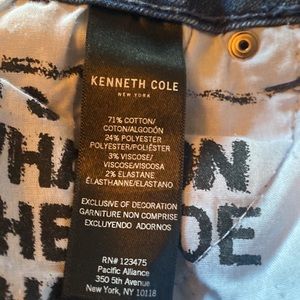 KENNETH COLE
NEW YORK
71% COTTON/
COTON/ALGODÓN
24% POLYESTER
POLYESTER/POLIÉSTER
3% VISCOSE/
VISCOSE/VISCOSA
2% ELASTANE
ÉLASTHANNE/ELASTANO
EXCLUSIVE OF DECORATION
GARNITURE NON COMPRISE
EXCLUYENDO ADORNOS
RN# 123475
Pacific Alliance
350 5th Avenue
New York, NY 10118